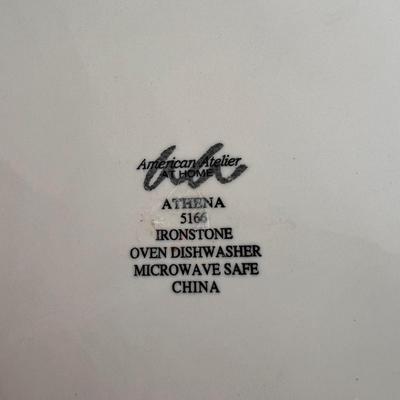 American Atelier
AT HOME
ATHENA
5166
IRONSTONE
OVEN DISHWASHER
MICROWAVE SAFE
CHINA